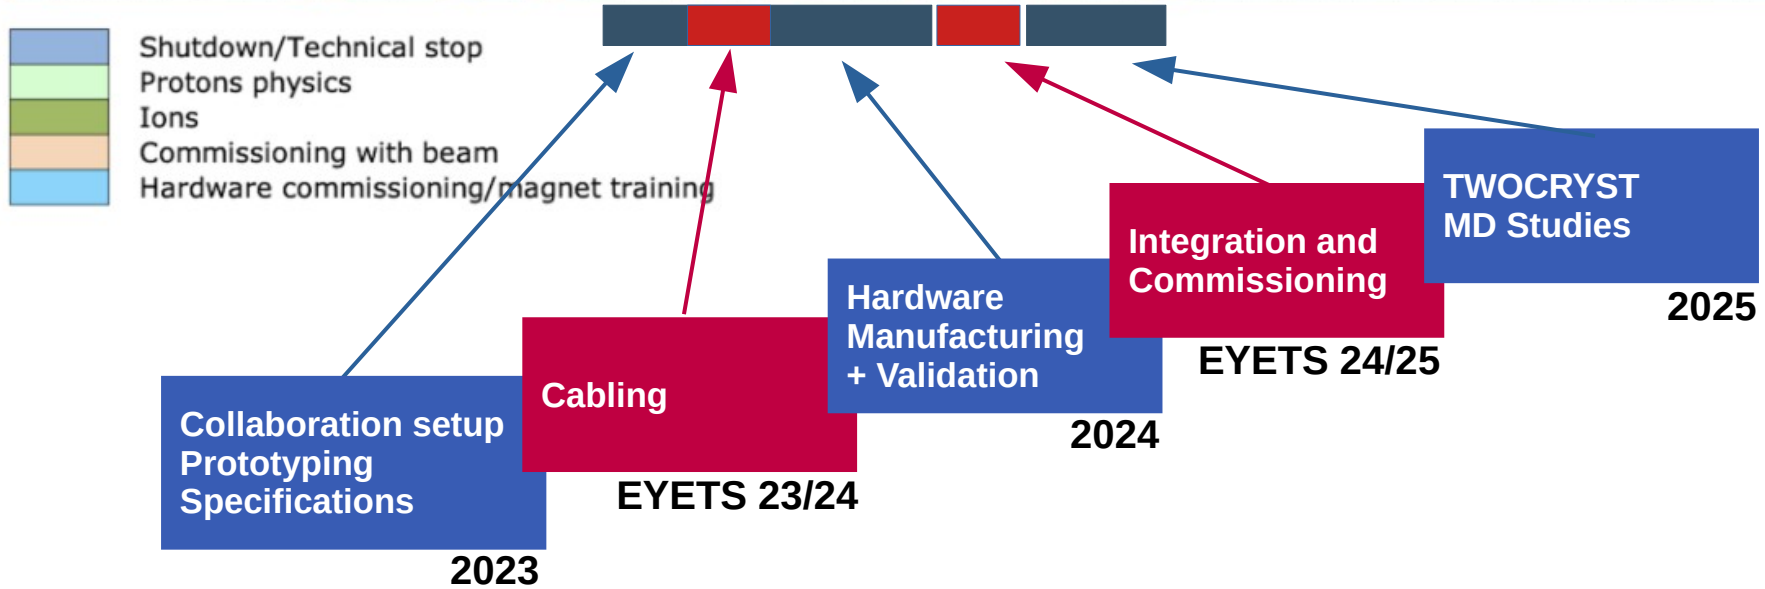 Shutdown/Technical stop
Protons physics
Ions
Commissioning with beam
Hardware commissioning/magnet training
Collaboration setup
Prototyping
Specifications
2023
Cabling
EYETS 23/24
Hardware
Manufacturing
+ Validation
2024
Integration and
Commissioning
EYETS 24/25
TWOCRYST
MD Studies
2025